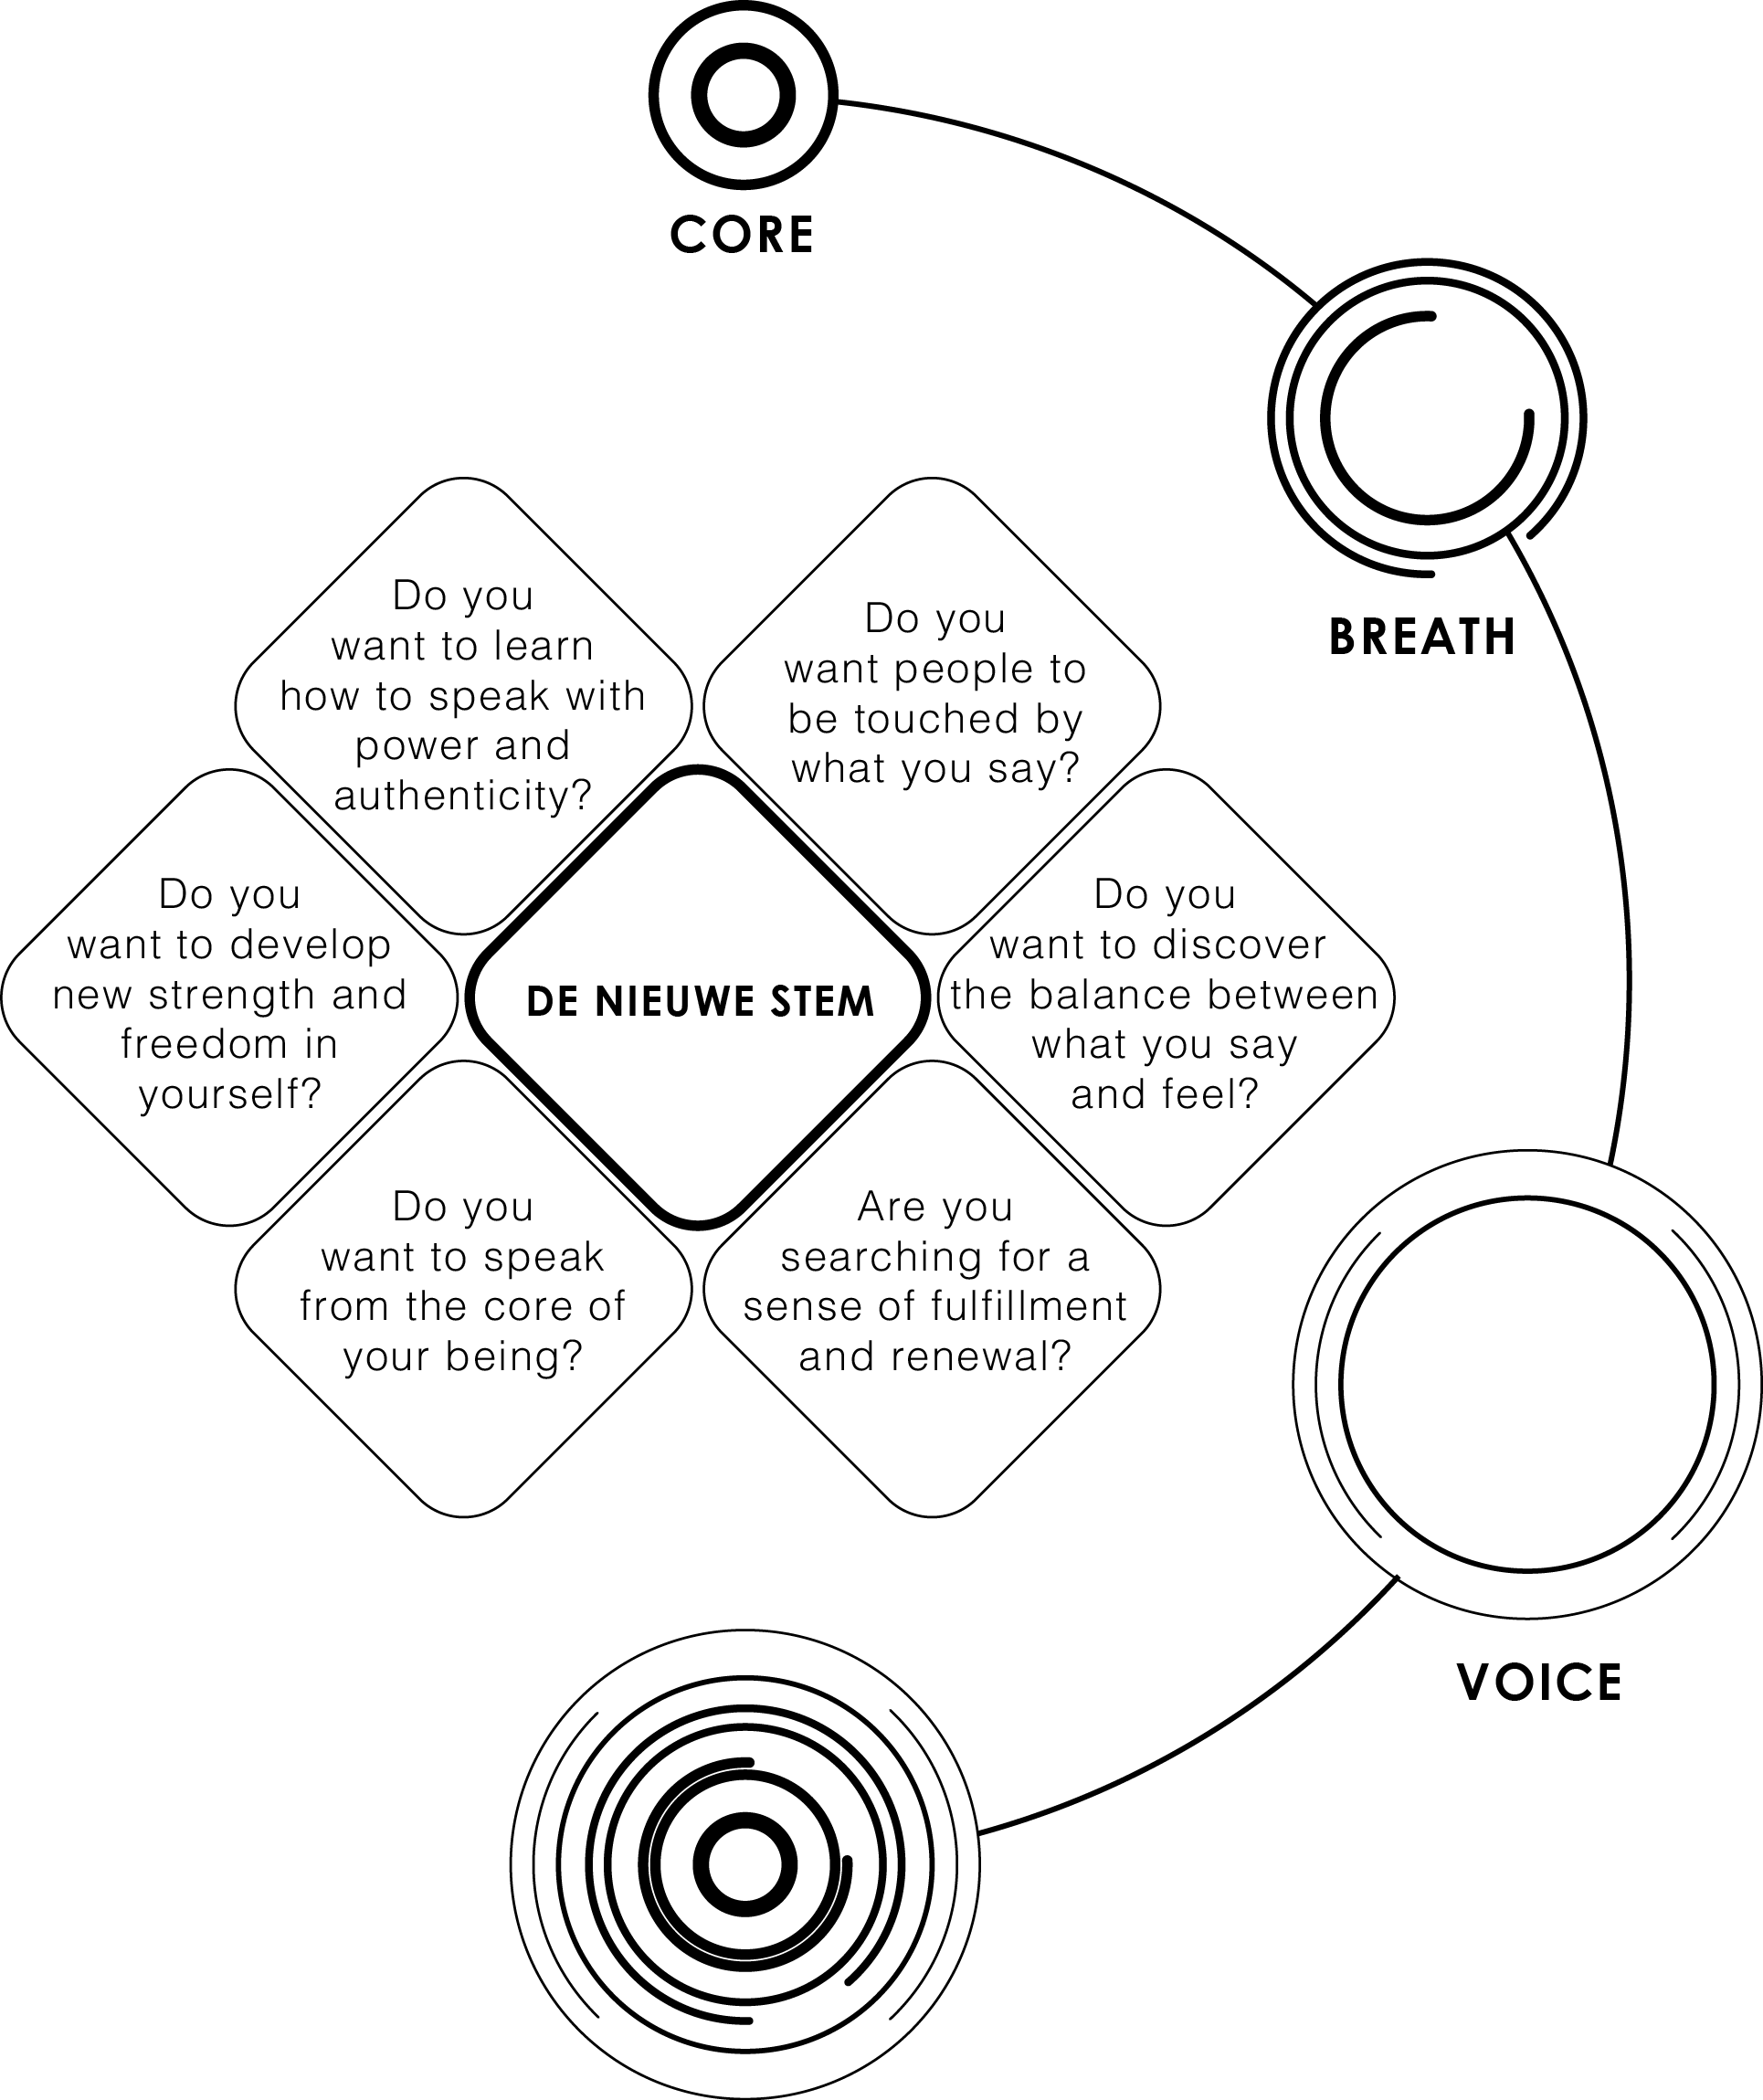 CORE
BREATH
Do you
want to learn
how to speak with
power and
authenticity?
Do you
want people to
be touched by
what you say?
Do you
want to develop
new strength and
freedom in
yourself?
DE NIEUWE STEM
Do you
want to discover
the balance between
what you say
and feel?
Do you
want to speak
from the core of
your being?
Are you
searching for a
sense of fulfillment
and renewal?
VOICE